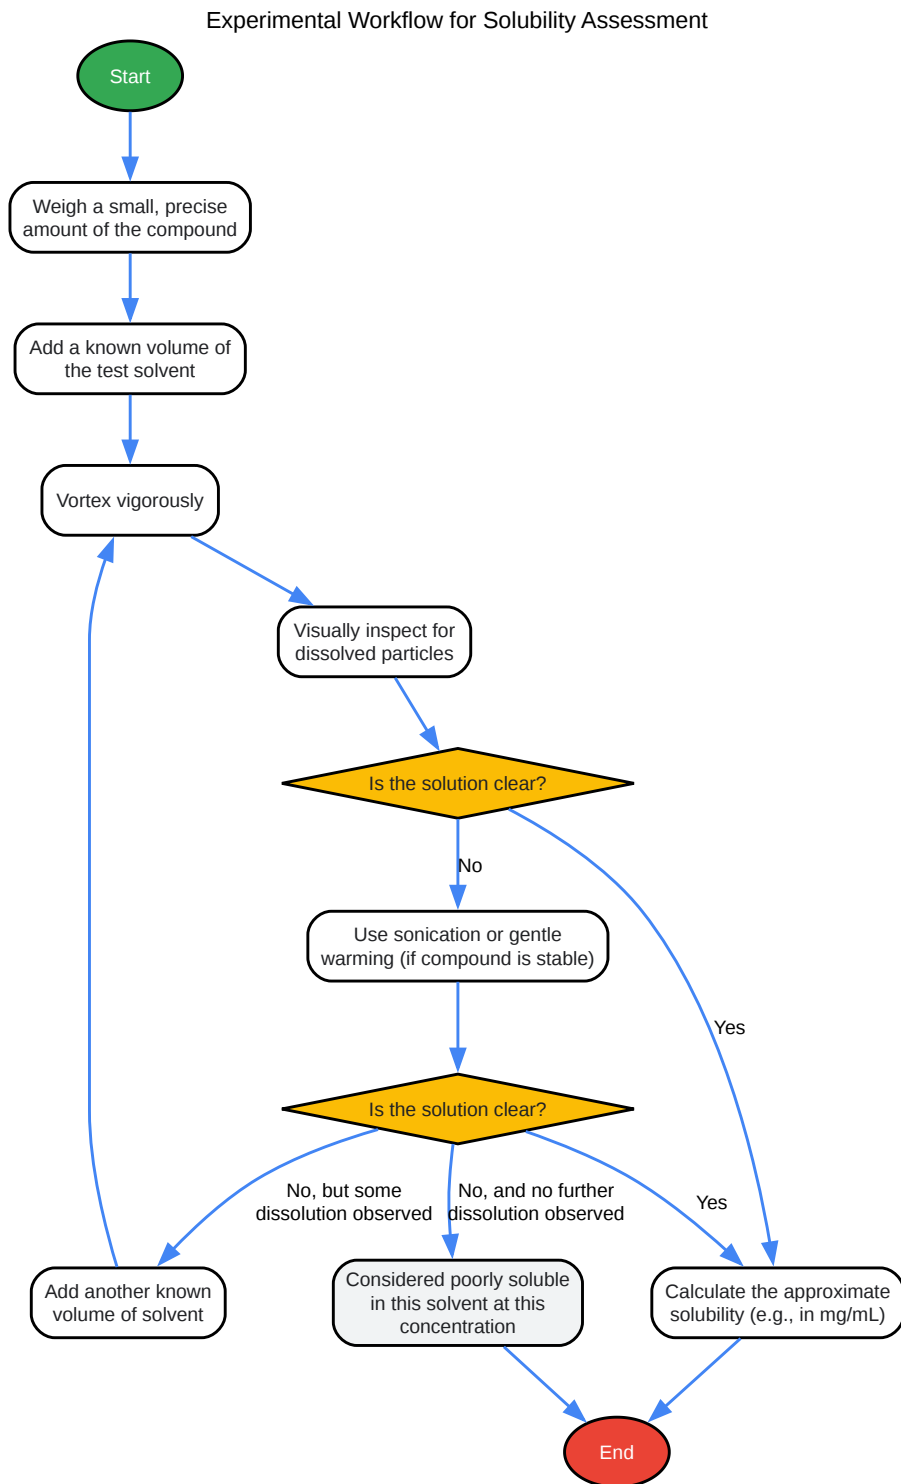 Experimental Workflow for Solubility Assessment
Start
Weigh a small, precise
amount of the compound
Add a known volume of
the test solvent
Vortex vigorously
Visually inspect for
dissolved particles
Is the solution clear?
No
Use sonication or gentle
warming (if compound is stable)
Yes
Is the solution clear?
No, but some
dissolution observed
No, and no further
dissolution observed
Yes
Add another known
volume of solvent
Considered poorly soluble
in this solvent at this
concentration
Calculate the approximate
solubility (e.g., in mg/mL)
End